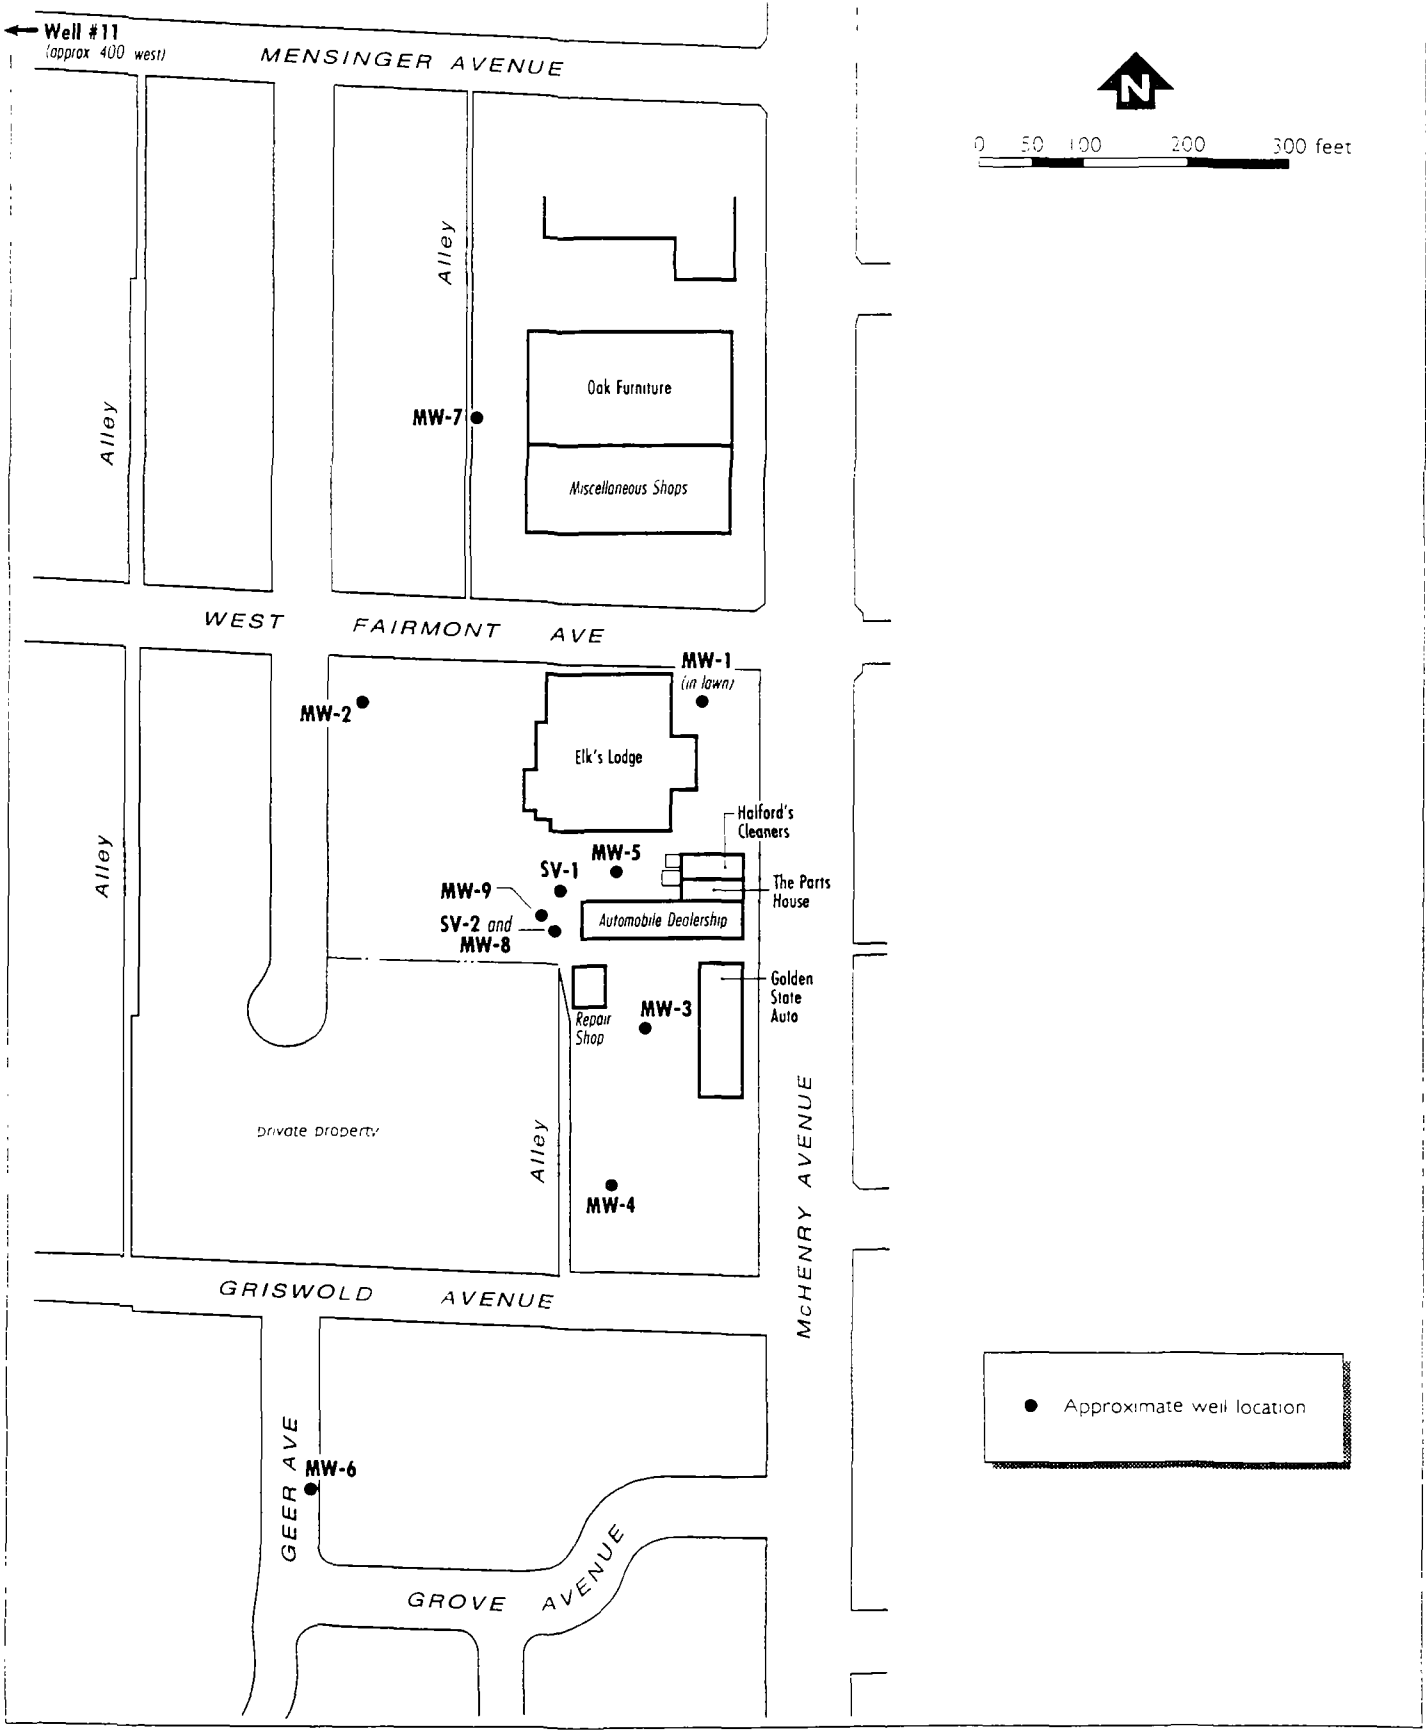 Well #11
(approx 400 west)
MENSINGER AVENUE
N
0 50 100 200 300 feet
Alley
Alley
Oak Furniture
MW-7
Miscellaneous Shops
WEST FAIRMONT AVE
MW-1
(in lawn)
MW-2
Elk's Lodge
Halford's
Cleaners
Alley
MW-5
SV-1
The Parts
House
MW-9
SV-2 and
MW-8
Automobile Dealership
Golden
State
Auto
MW-3
Repair
Shop
private property
Alley
McHENRY AVENUE
MW-4
GRISWOLD AVENUE
Approximate well location
GEER AVE
MW-6
GROVE AVENUE